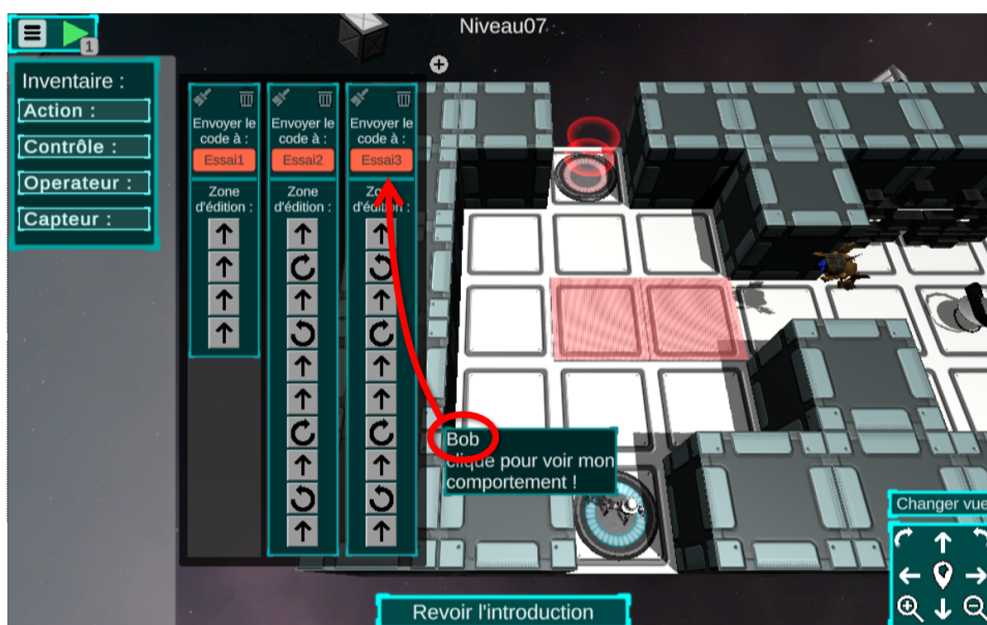 Niveau07
1
Inventaire :
Action :
Contrôle :
Operateur :
Capteur :
Envoyer le
code à :
Essai1
Zone
d'édition :
Envoyer le
code à :
Essai2
Zone
d'édition :
Envoyer le
code à :
Essai3
Zone
d'édition :
Bob
clique pour voir mon
comportement !
Changer vue
Revoir l'introduction